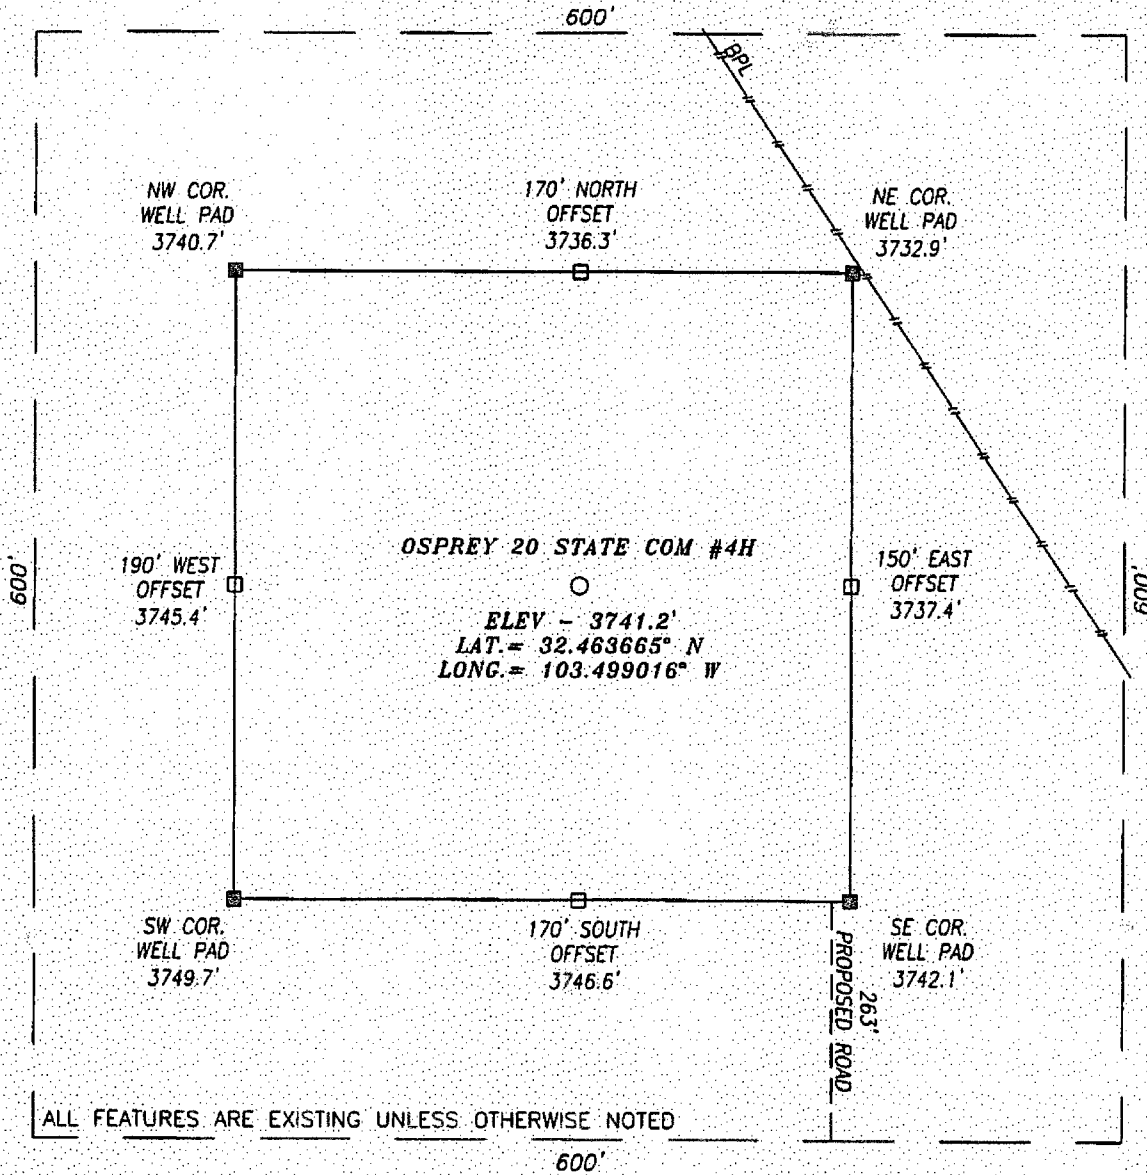 600'
BPL
NW COR.
WELL PAD
3740.7'
170' NORTH
OFFSET
3736.3'
NE COR.
WELL PAD
3732.9'
600'
190' WEST
OFFSET
3745.4'
OSPREY 20 STATE COM #4H
ELEV - 3741.2'
LAT.= 32.463665° N
LONG.= 103.499016° W
150' EAST
OFFSET
3737.4'
600'
SW COR.
WELL PAD
3749.7'
170' SOUTH
OFFSET
3746.6'
263'
PROPOSED ROAD
SE COR.
WELL PAD
3742.1'
ALL FEATURES ARE EXISTING UNLESS OTHERWISE NOTED
600'